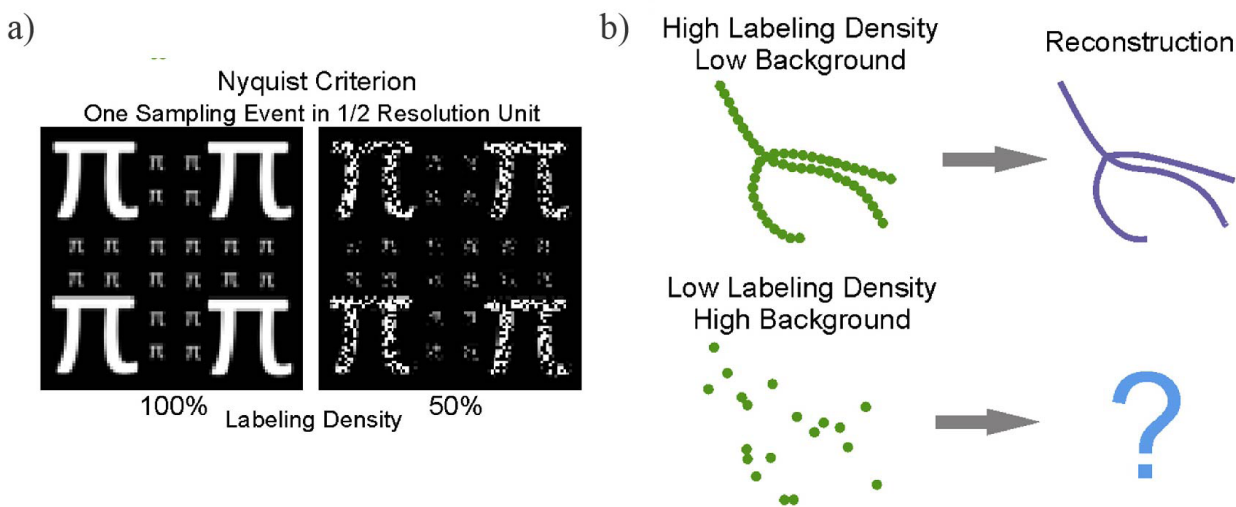 a)
Nyquist Criterion
One Sampling Event in 1/2 Resolution Unit
π π π π
π π
π π π π π π
π π π π π π
π π π π
π π
100% 50%
Labeling Density
b)
High Labeling Density
Low Background
Reconstruction
Low Labeling Density
High Background
?